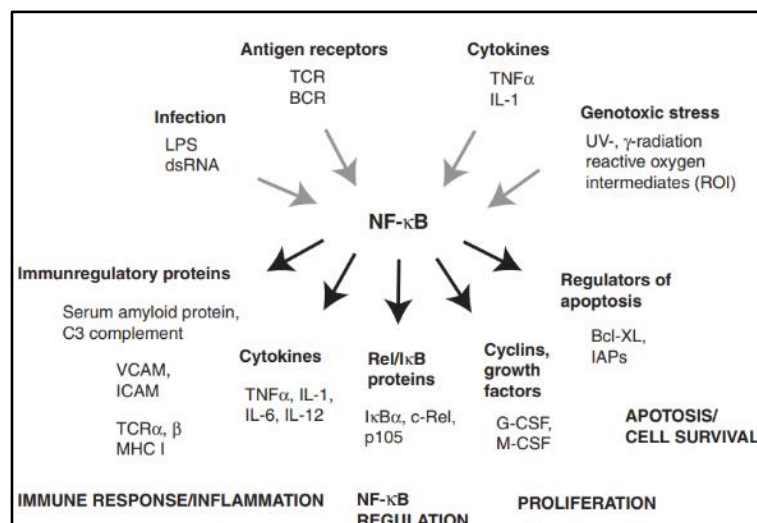 Antigen receptors
TCR
BCR
Cytokines
TNFα
IL-1
Infection
LPS
dsRNA
Genotoxic stress
UV-, γ-radiation
reactive oxygen
intermediates (ROI)
NF-κB
Immunregulatory proteins
Serum amyloid protein,
C3 complement
VCAM,
ICAM
TCRα, β
MHC I
Cytokines
TNFα, IL-1,
IL-6, IL-12
Rel/IκB
proteins
IκBα, c-Rel,
p105
Cyclins,
growth
factors
G-CSF,
M-CSF
Regulators of
apoptosis
Bcl-XL,
IAPs
APOTOSIS/
CELL SURVIVAL
IMMUNE RESPONSE/INFLAMMATION
NF-κB
REGULATION
PROLIFERATION